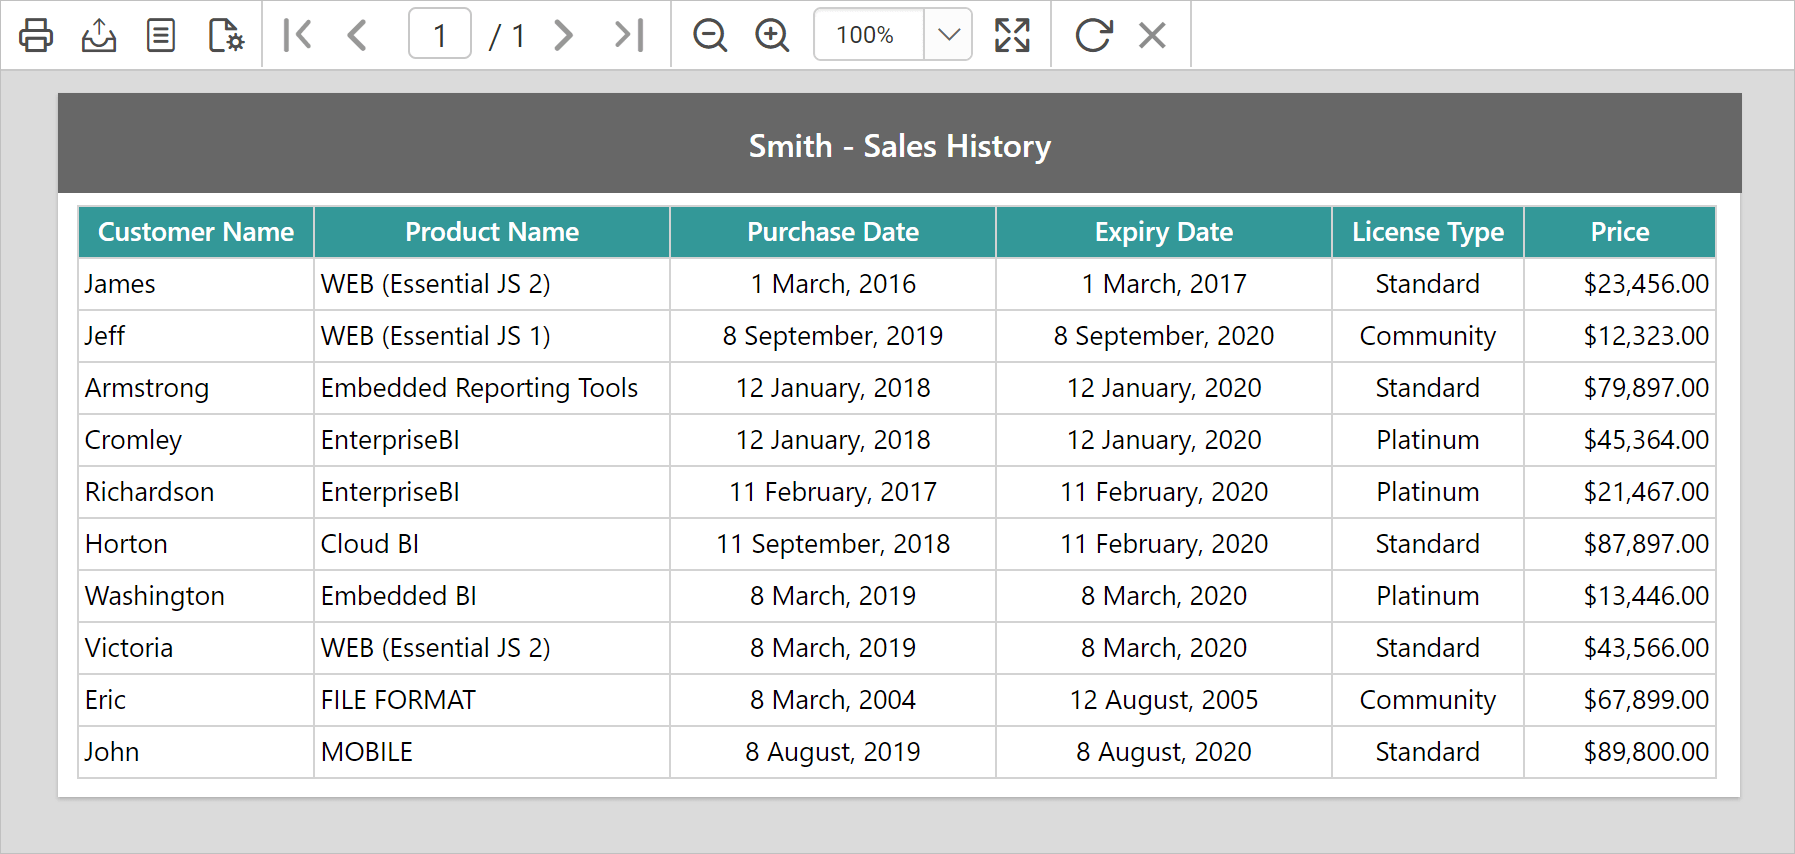 1 / 1 100%
Smith - Sales History
Customer Name Product Name Purchase Date Expiry Date License Type Price
James WEB (Essential JS 2) 1 March, 2016 1 March, 2017 Standard $23,456.00
Jeff WEB (Essential JS 1) 8 September, 2019 8 September, 2020 Community $12,323.00
Armstrong Embedded Reporting Tools 12 January, 2018 12 January, 2020 Standard $79,897.00
Cromley EnterpriseBI 12 January, 2018 12 January, 2020 Platinum $45,364.00
Richardson EnterpriseBI 11 February, 2017 11 February, 2020 Platinum $21,467.00
Horton Cloud BI 11 September, 2018 11 February, 2020 Standard $87,897.00
Washington Embedded BI 8 March, 2019 8 March, 2020 Platinum $13,446.00
Victoria WEB (Essential JS 2) 8 March, 2019 8 March, 2020 Standard $43,566.00
Eric FILE FORMAT 8 March, 2004 12 August, 2005 Community $67,899.00
John MOBILE 8 August, 2019 8 August, 2020 Standard $89,800.00